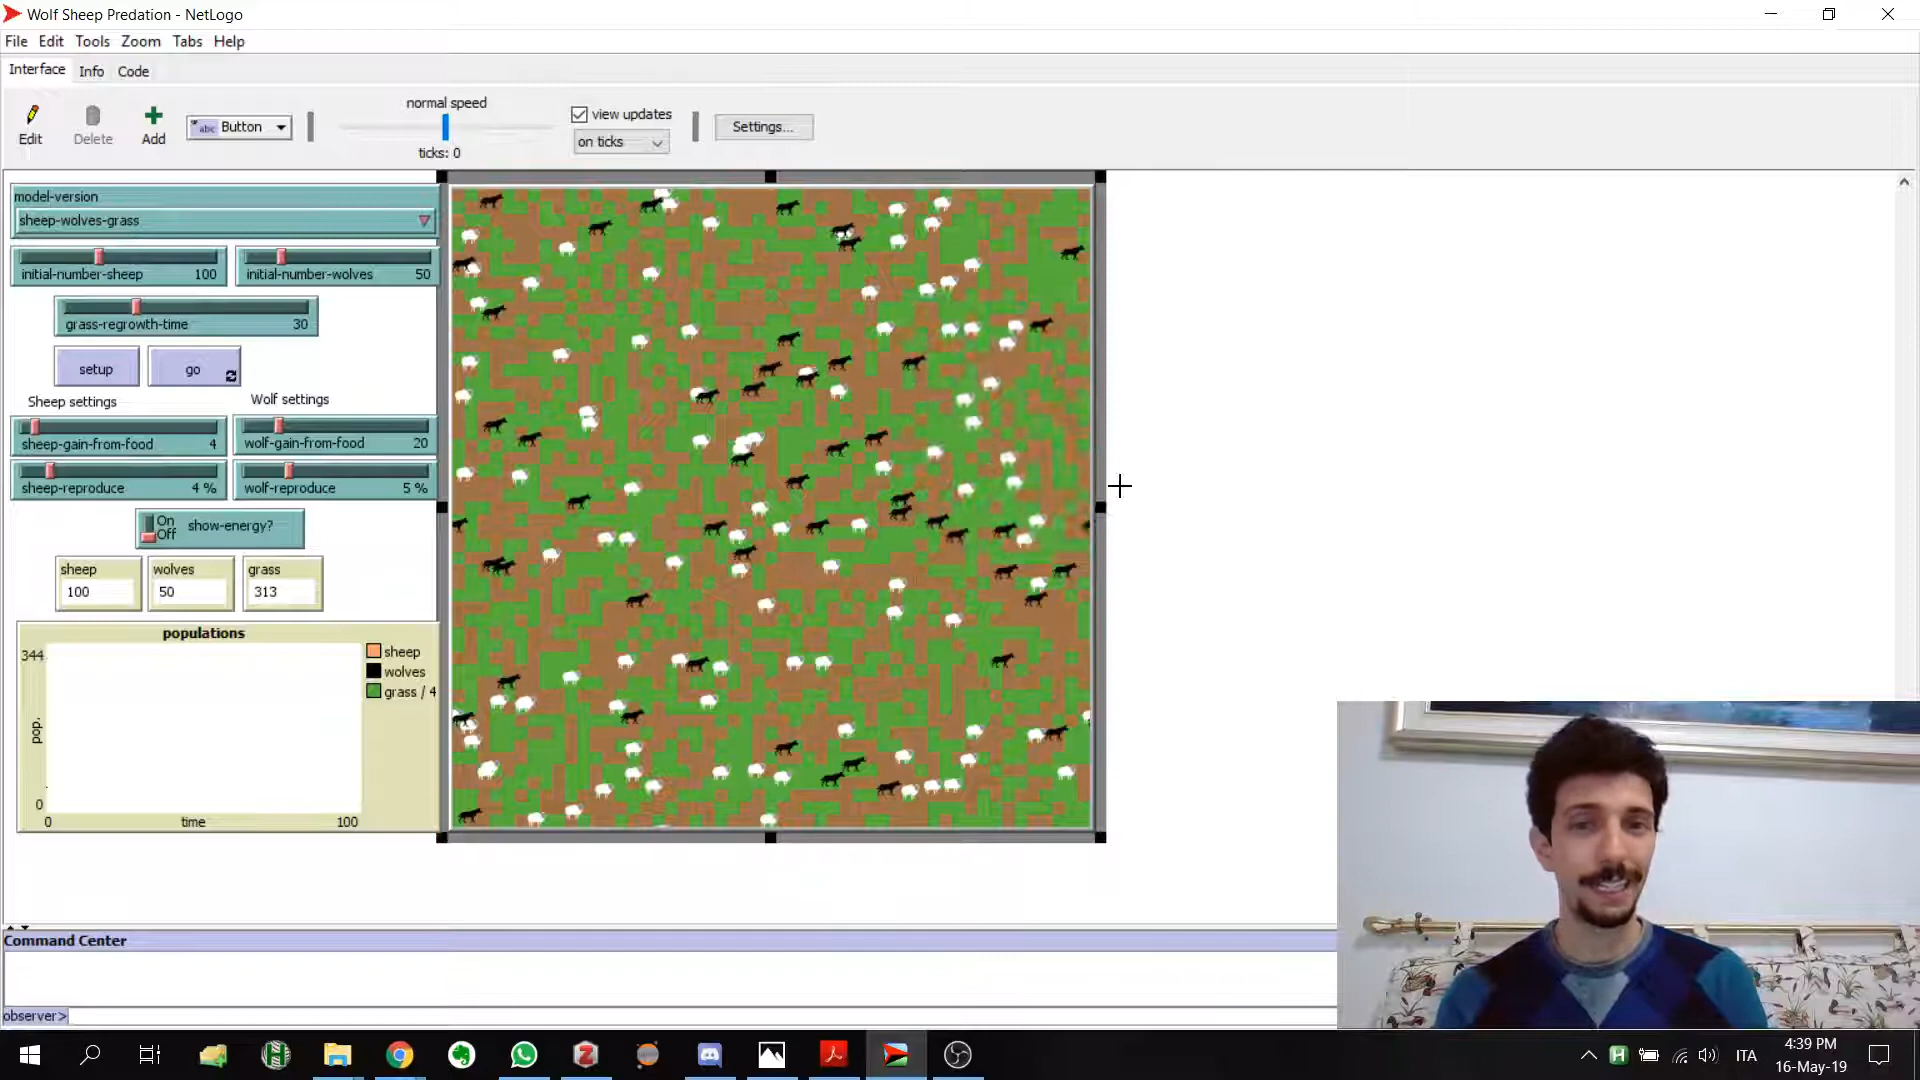 Wolf Sheep Predation - NetLogo
File Edit Tools Zoom Tabs Help
Interface Info Code
Edit Delete Add abc Button
normal speed
ticks: 0
view updates
on ticks
Settings...
model-version
sheep-wolves-grass
initial-number-sheep 100
initial-number-wolves 50
grass-regrowth-time 30
setup go
Sheep settings Wolf settings
sheep-gain-from-food 4
wolf-gain-from-food 20
sheep-reproduce 4 %
wolf-reproduce 5 %
On
Off
show-energy?
sheep wolves grass
100 50 313
populations
344
pop.
0
0 time 100
sheep
wolves
grass / 4
Command Center
observer>
ITA
4:39 PM
16-May-19